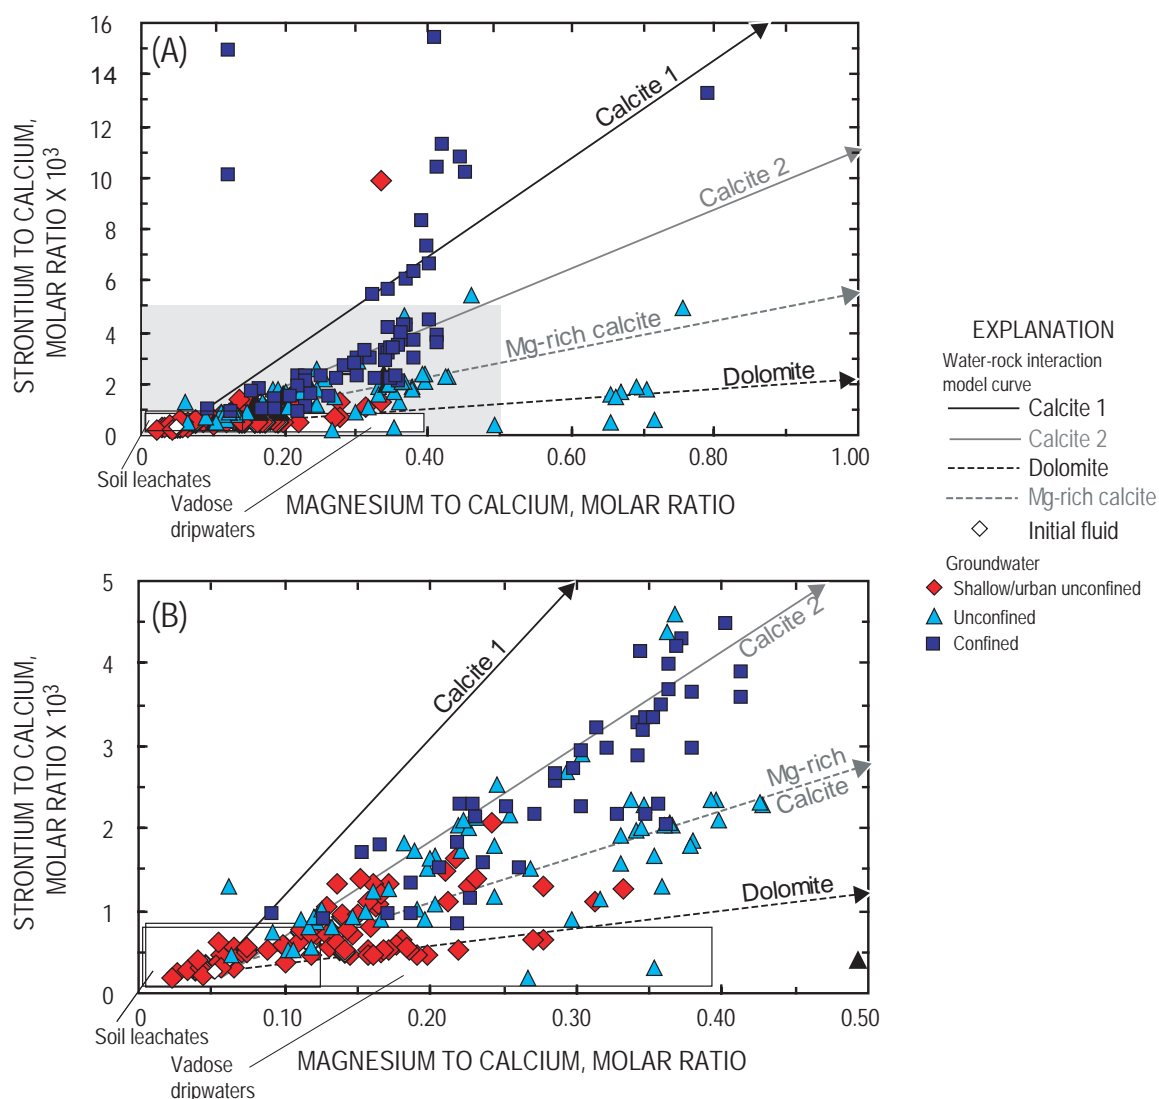 (A)
16
14
12
10
8
6
4
2
0
STRONTIUM TO CALCIUM,
MOLAR RATIO X 10³
Calcite 1
Calcite 2
Mg-rich calcite
Dolomite
0
0.20
0.40
0.60
0.80
1.00
Soil leachates
Vadose
dripwaters
MAGNESIUM TO CALCIUM, MOLAR RATIO
EXPLANATION
Water-rock interaction
model curve
Calcite 1
Calcite 2
Dolomite
Mg-rich calcite
Initial fluid
Groundwater
Shallow/urban unconfined
Unconfined
Confined
(B)
5
4
3
2
1
0
STRONTIUM TO CALCIUM,
MOLAR RATIO X 10³
Calcite 1
Calcite 2
Mg-rich
Calcite
Dolomite
0
0.10
0.20
0.30
0.40
0.50
Soil leachates
Vadose
dripwaters
MAGNESIUM TO CALCIUM, MOLAR RATIO